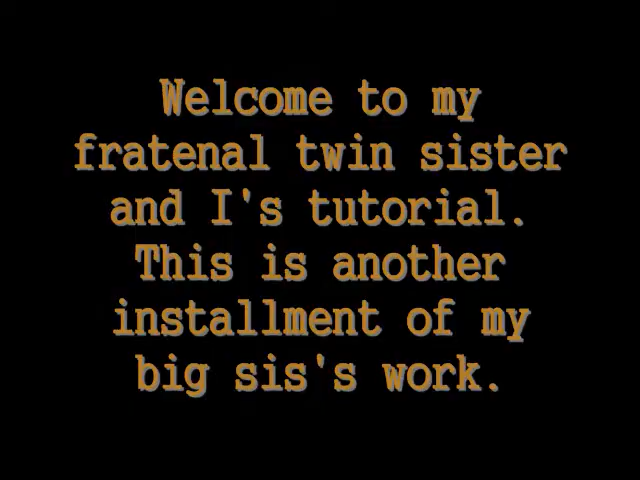 Welcome to my
fratenal twin sister
and I's tutorial.
This is another
installment of my
big sis's work.